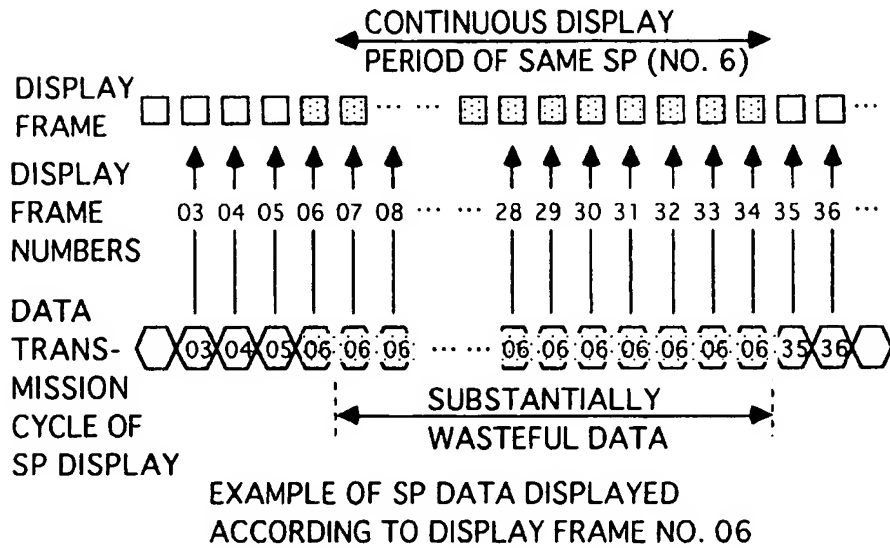 CONTINUOUS DISPLAY
PERIOD OF SAME SP (NO. 6)
DISPLAY
FRAME
··· ···
···
DISPLAY
FRAME
NUMBERS
03 04 05 06 07 08 ··· ··· 28 29 30 31 32 33 34 35 36 ···
DATA
TRANS-
MISSION
CYCLE OF
SP DISPLAY
03 04 05 06 06 06 ··· ··· 06 06 06 06 06 06 06 35 36
SUBSTANTIALLY
WASTEFUL DATA
EXAMPLE OF SP DATA DISPLAYED
ACCORDING TO DISPLAY FRAME NO. 06